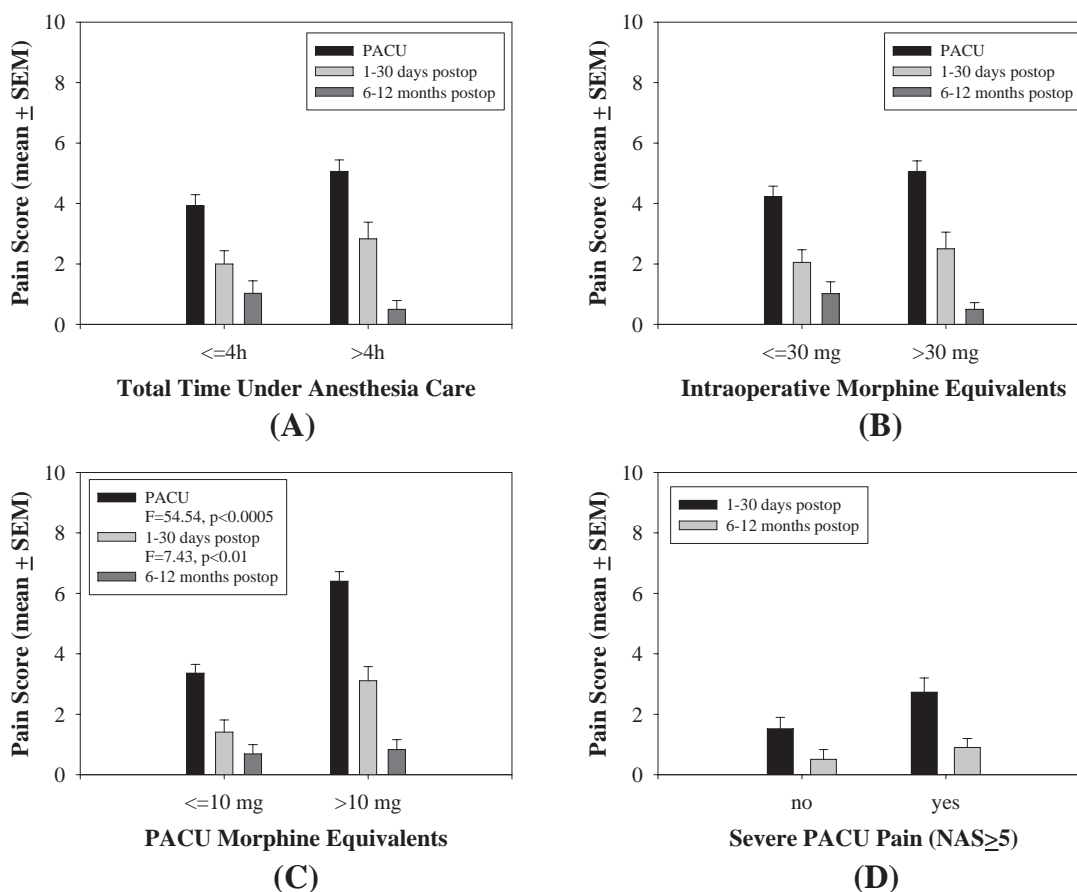 10
8
6
4
2
0
Pain Score (mean ± SEM)
PACU
1-30 days postop
6-12 months postop
<=4h >4h
Total Time Under Anesthesia Care
(A)
10
8
6
4
2
0
Pain Score (mean ± SEM)
PACU
1-30 days postop
6-12 months postop
<=30 mg >30 mg
Intraoperative Morphine Equivalents
(B)
10
8
6
4
2
0
Pain Score (mean ± SEM)
PACU
F=54.54, p<0.0005
1-30 days postop
F=7.43, p<0.01
6-12 months postop
<=10 mg >10 mg
PACU Morphine Equivalents
(C)
10
8
6
4
2
0
Pain Score (mean ± SEM)
1-30 days postop
6-12 months postop
no yes
Severe PACU Pain (NAS≥5)
(D)